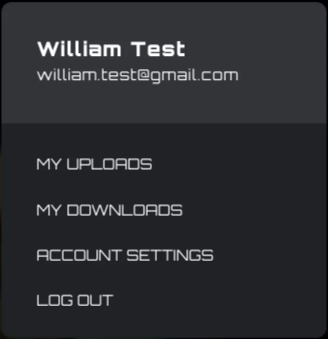 William Test
william.test@gmail.com
MY UPLOADS
MY DOWNLOADS
ACCOUNT SETTINGS
LOG OUT